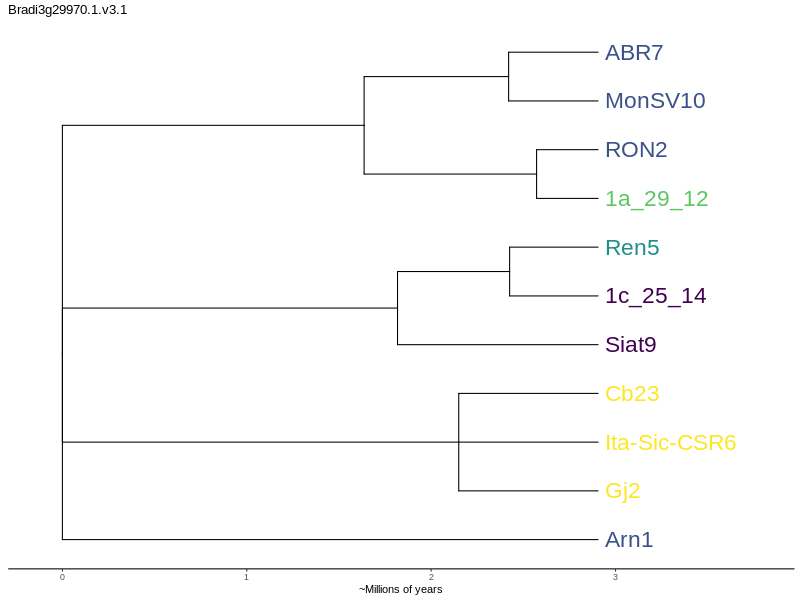 Bradi3g29970.1.v3.1
ABR7
MonSV10
RON2
1a_29_12
Ren5
1c_25_14
Siat9
Cb23
Ita-Sic-CSR6
Gj2
Arn1
0 1 2 3
~Millions of years